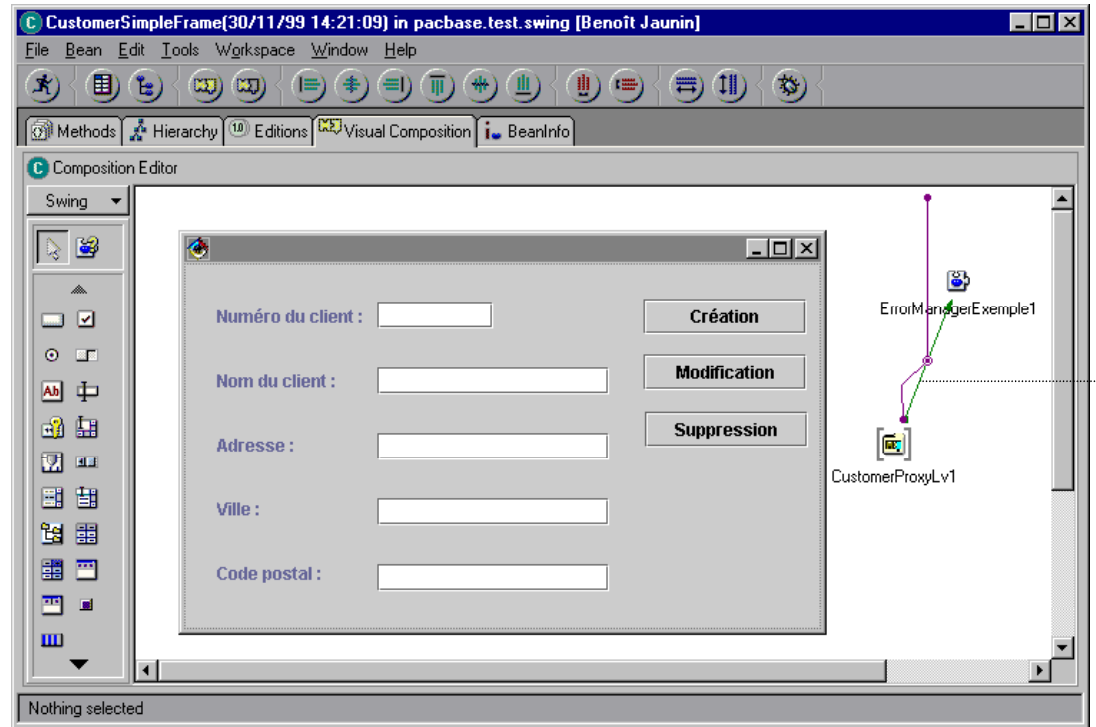 CustomerSimpleFrame(30/11/99 14:21:09) in pacbase.test.swing [Benoît Jaunin]
File Bean Edit Tools Workspace Window Help
Methods Hierarchy 1.0 Editions Visual Composition BeanInfo
Composition Editor
Swing
Numéro du client :
Création
ErrorManagerExemple1
Nom du client :
Modification
Adresse :
Suppression
CustomerProxyLv1
Ville :
Code postal :
Nothing selected